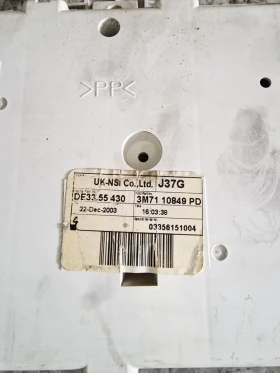 >PP<
UK-NSI Co.,Ltd. J37G
DF33 55 430 3M71 10849 PD
22-Dec-2003 16:03:38
03356151004